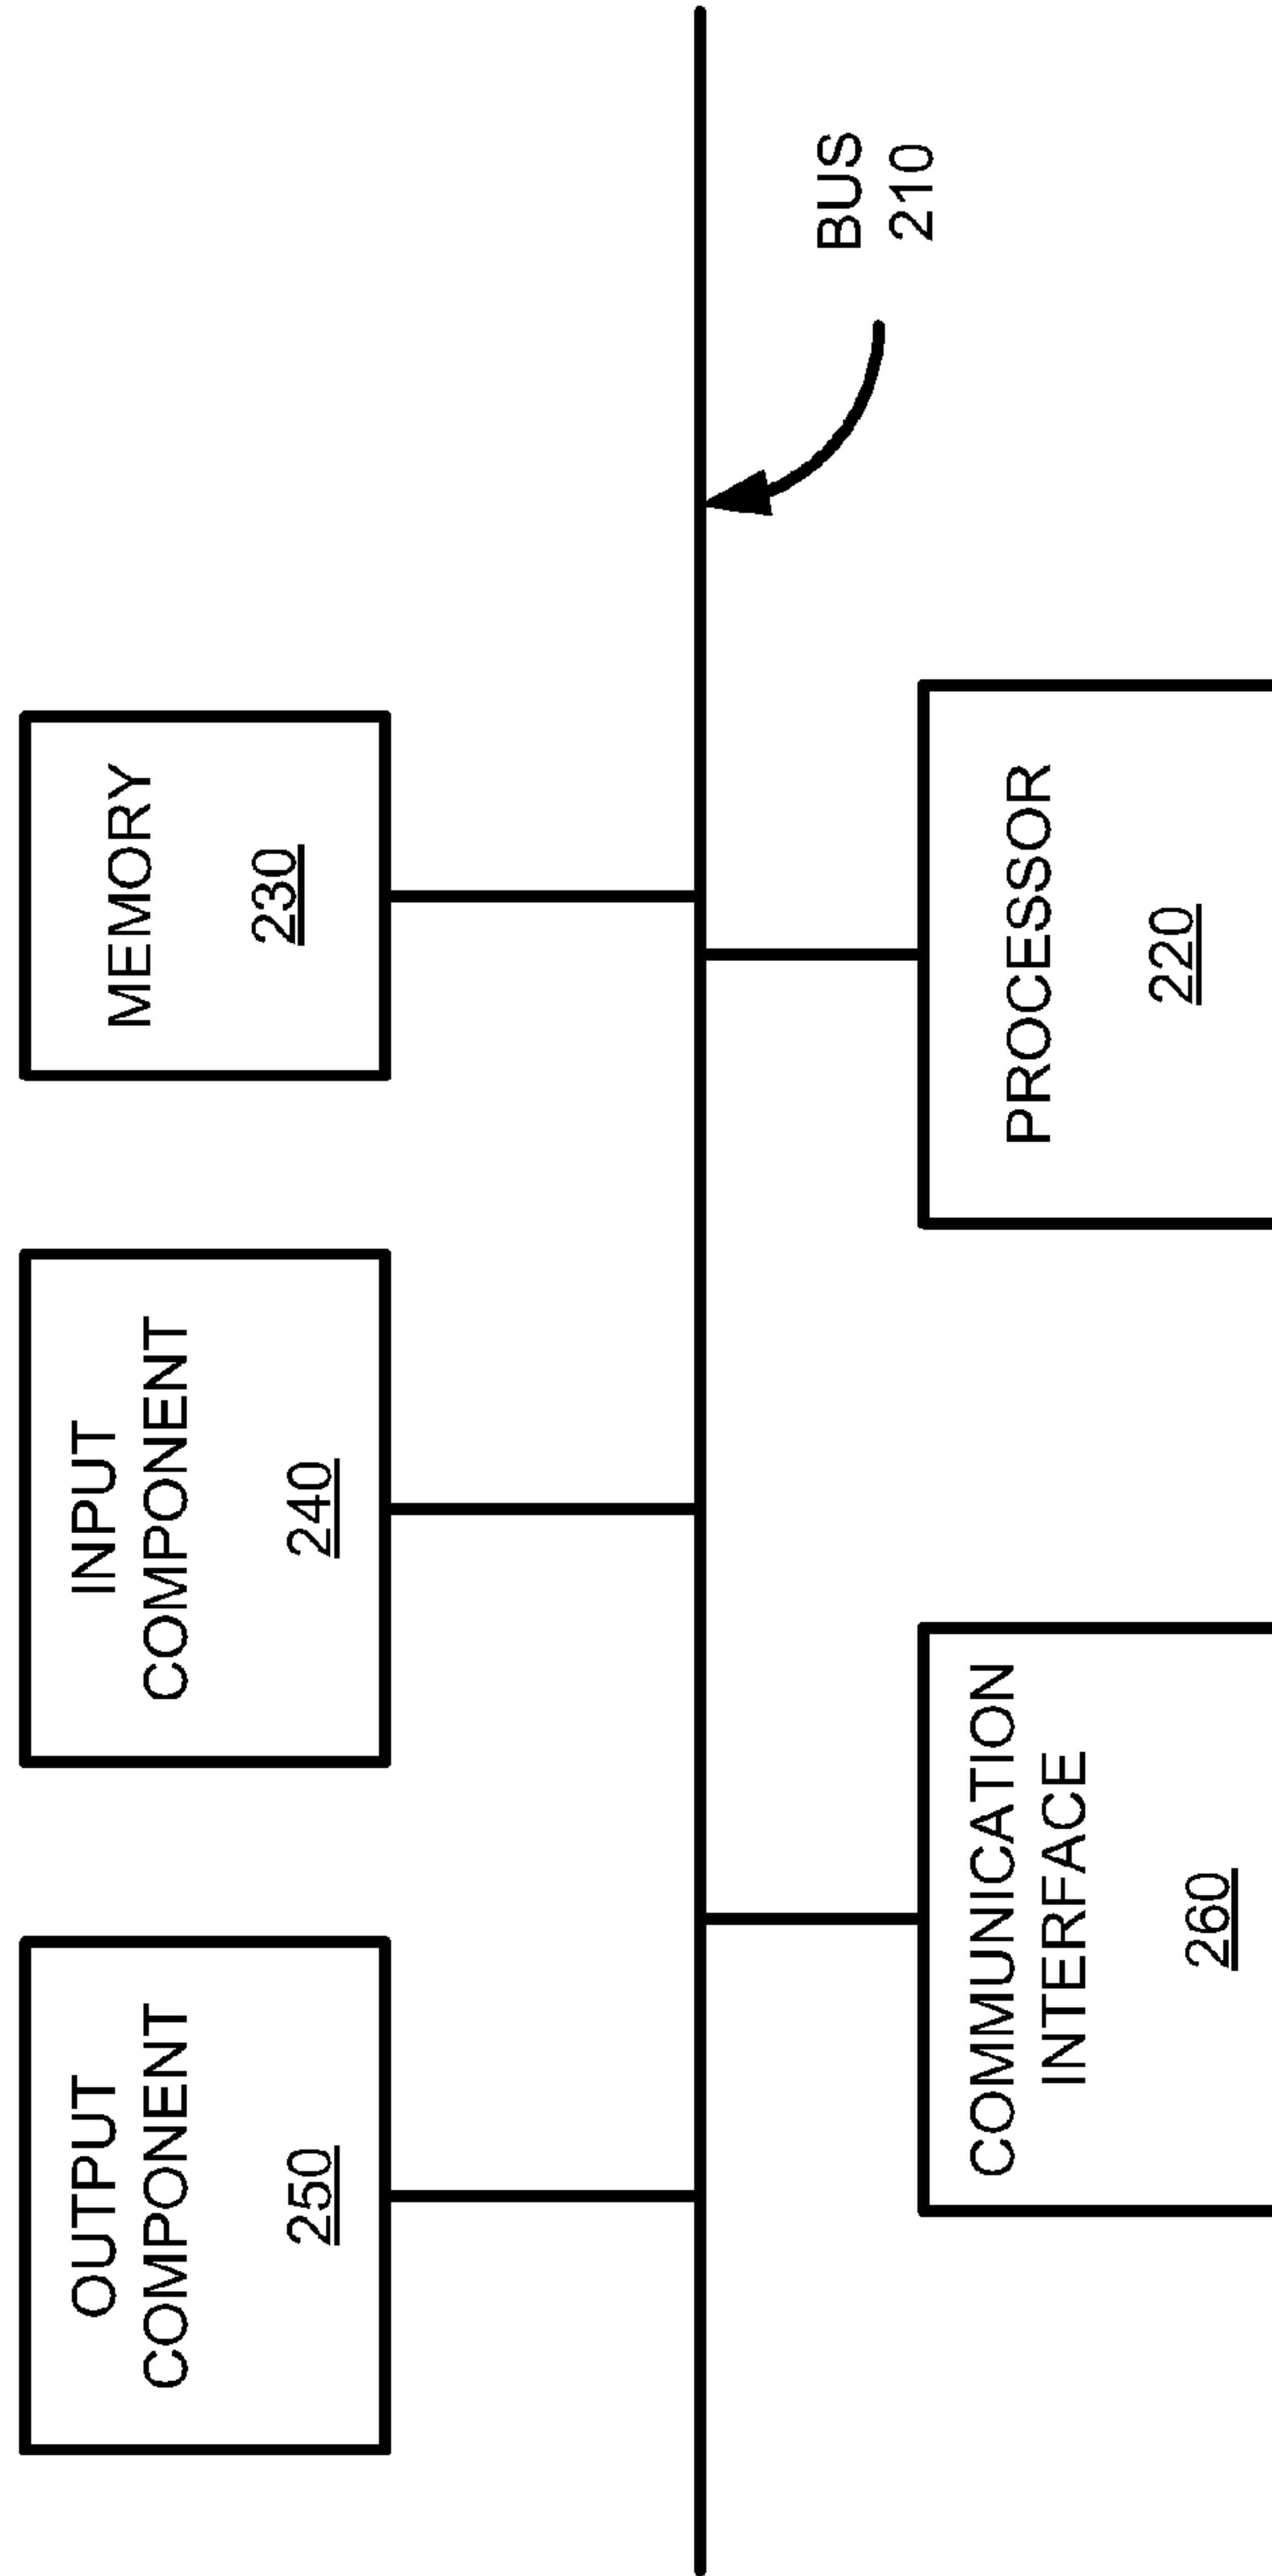 OUTPUT
COMPONENT
250
INPUT
COMPONENT
240
MEMORY
230
BUS
210
COMMUNICATION
INTERFACE
260
PROCESSOR
220